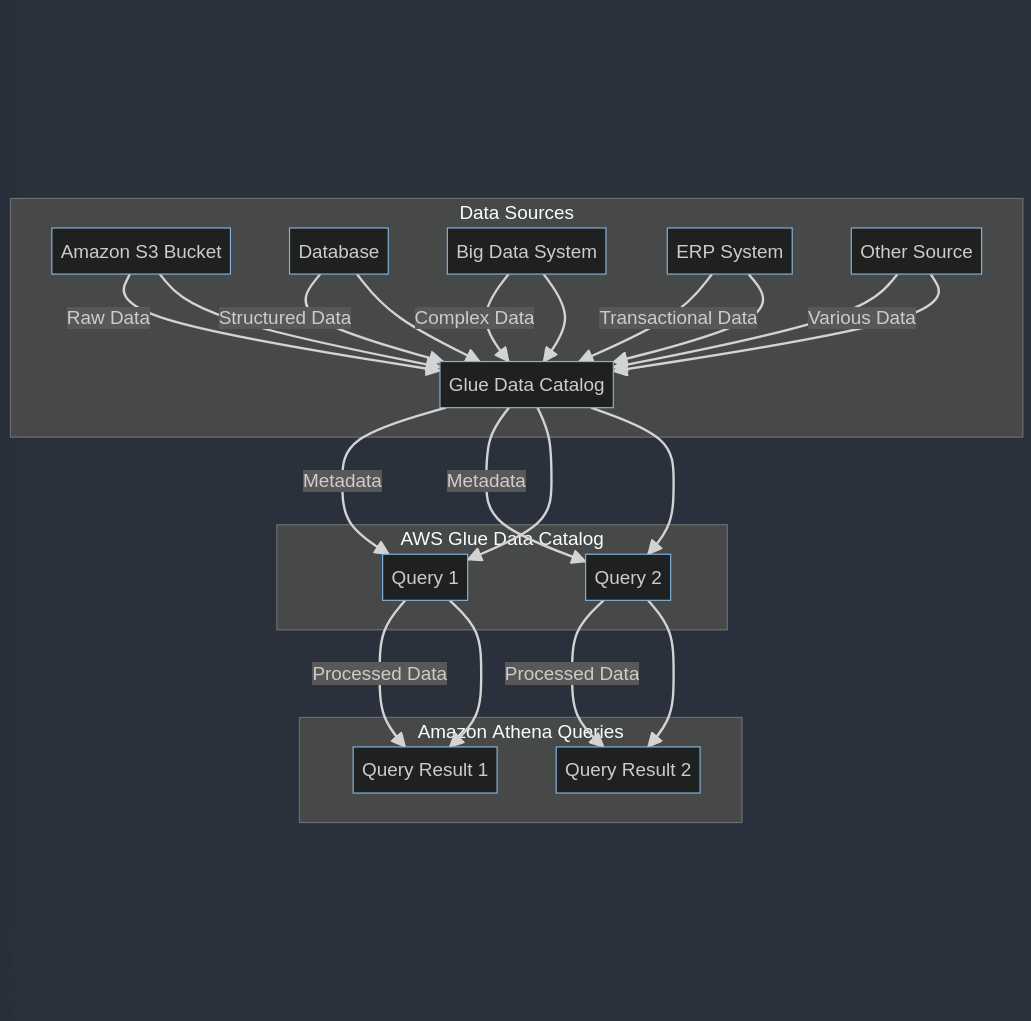 Data Sources
Amazon S3 Bucket
Database
Big Data System
ERP System
Other Source
Raw Data
Structured Data
Complex Data
Transactional Data
Various Data
Glue Data Catalog
Metadata
Metadata
AWS Glue Data Catalog
Query 1
Query 2
Processed Data
Processed Data
Amazon Athena Queries
Query Result 1
Query Result 2